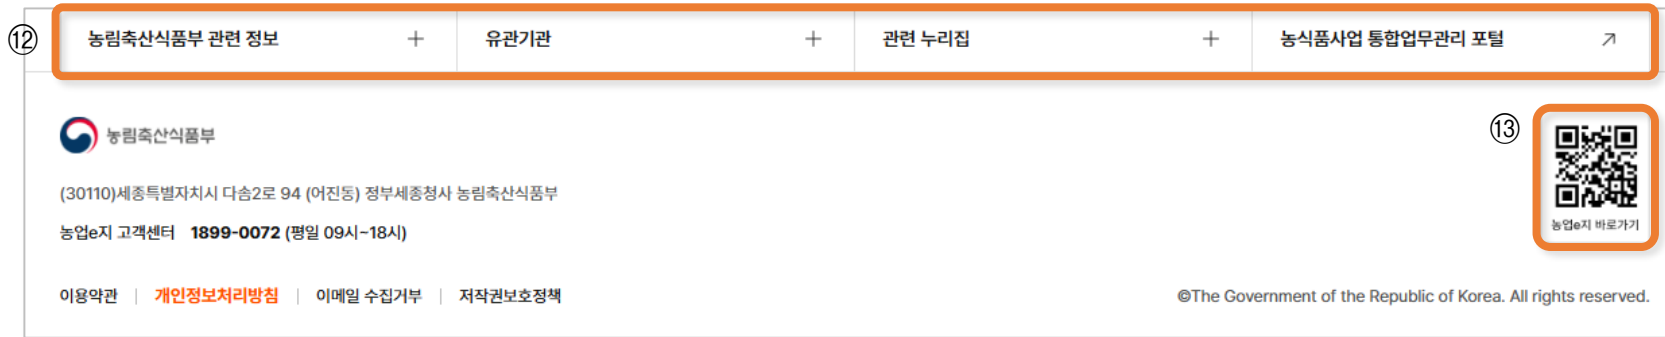 ⑫ 농림축산식품부 관련 정보 + 유관기관 + 관련 누리집 + 농식품사업 통합업무관리 포털 ↗
⑬
농림축산식품부
(30110)세종특별자치시 다솜2로 94 (어진동) 정부세종청사 농림축산식품부
농업e지 바로가기
농업e지 고객센터 1899-0072 (평일 09시~18시)
이용약관 | 개인정보처리방침 | 이메일 수집거부 | 저작권보호정책 ©The Government of the Republic of Korea. All rights reserved.